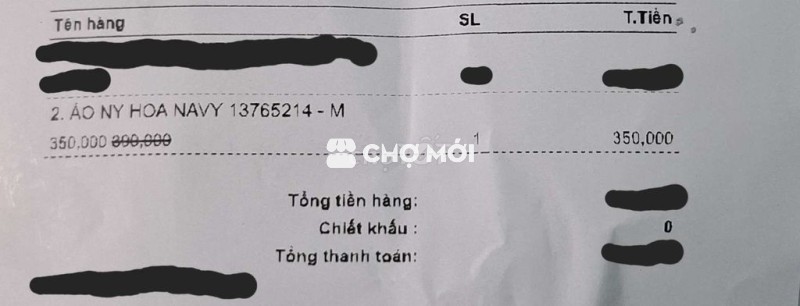 Tên hàng SL T.Tiền
2. ÁO NY HOA NAVY 13765214 - M
350.000 390,000 1 350,000
CHỢ MỚI
Tổng tiền hàng:
Chiết khấu : 0
Tổng thanh toán: